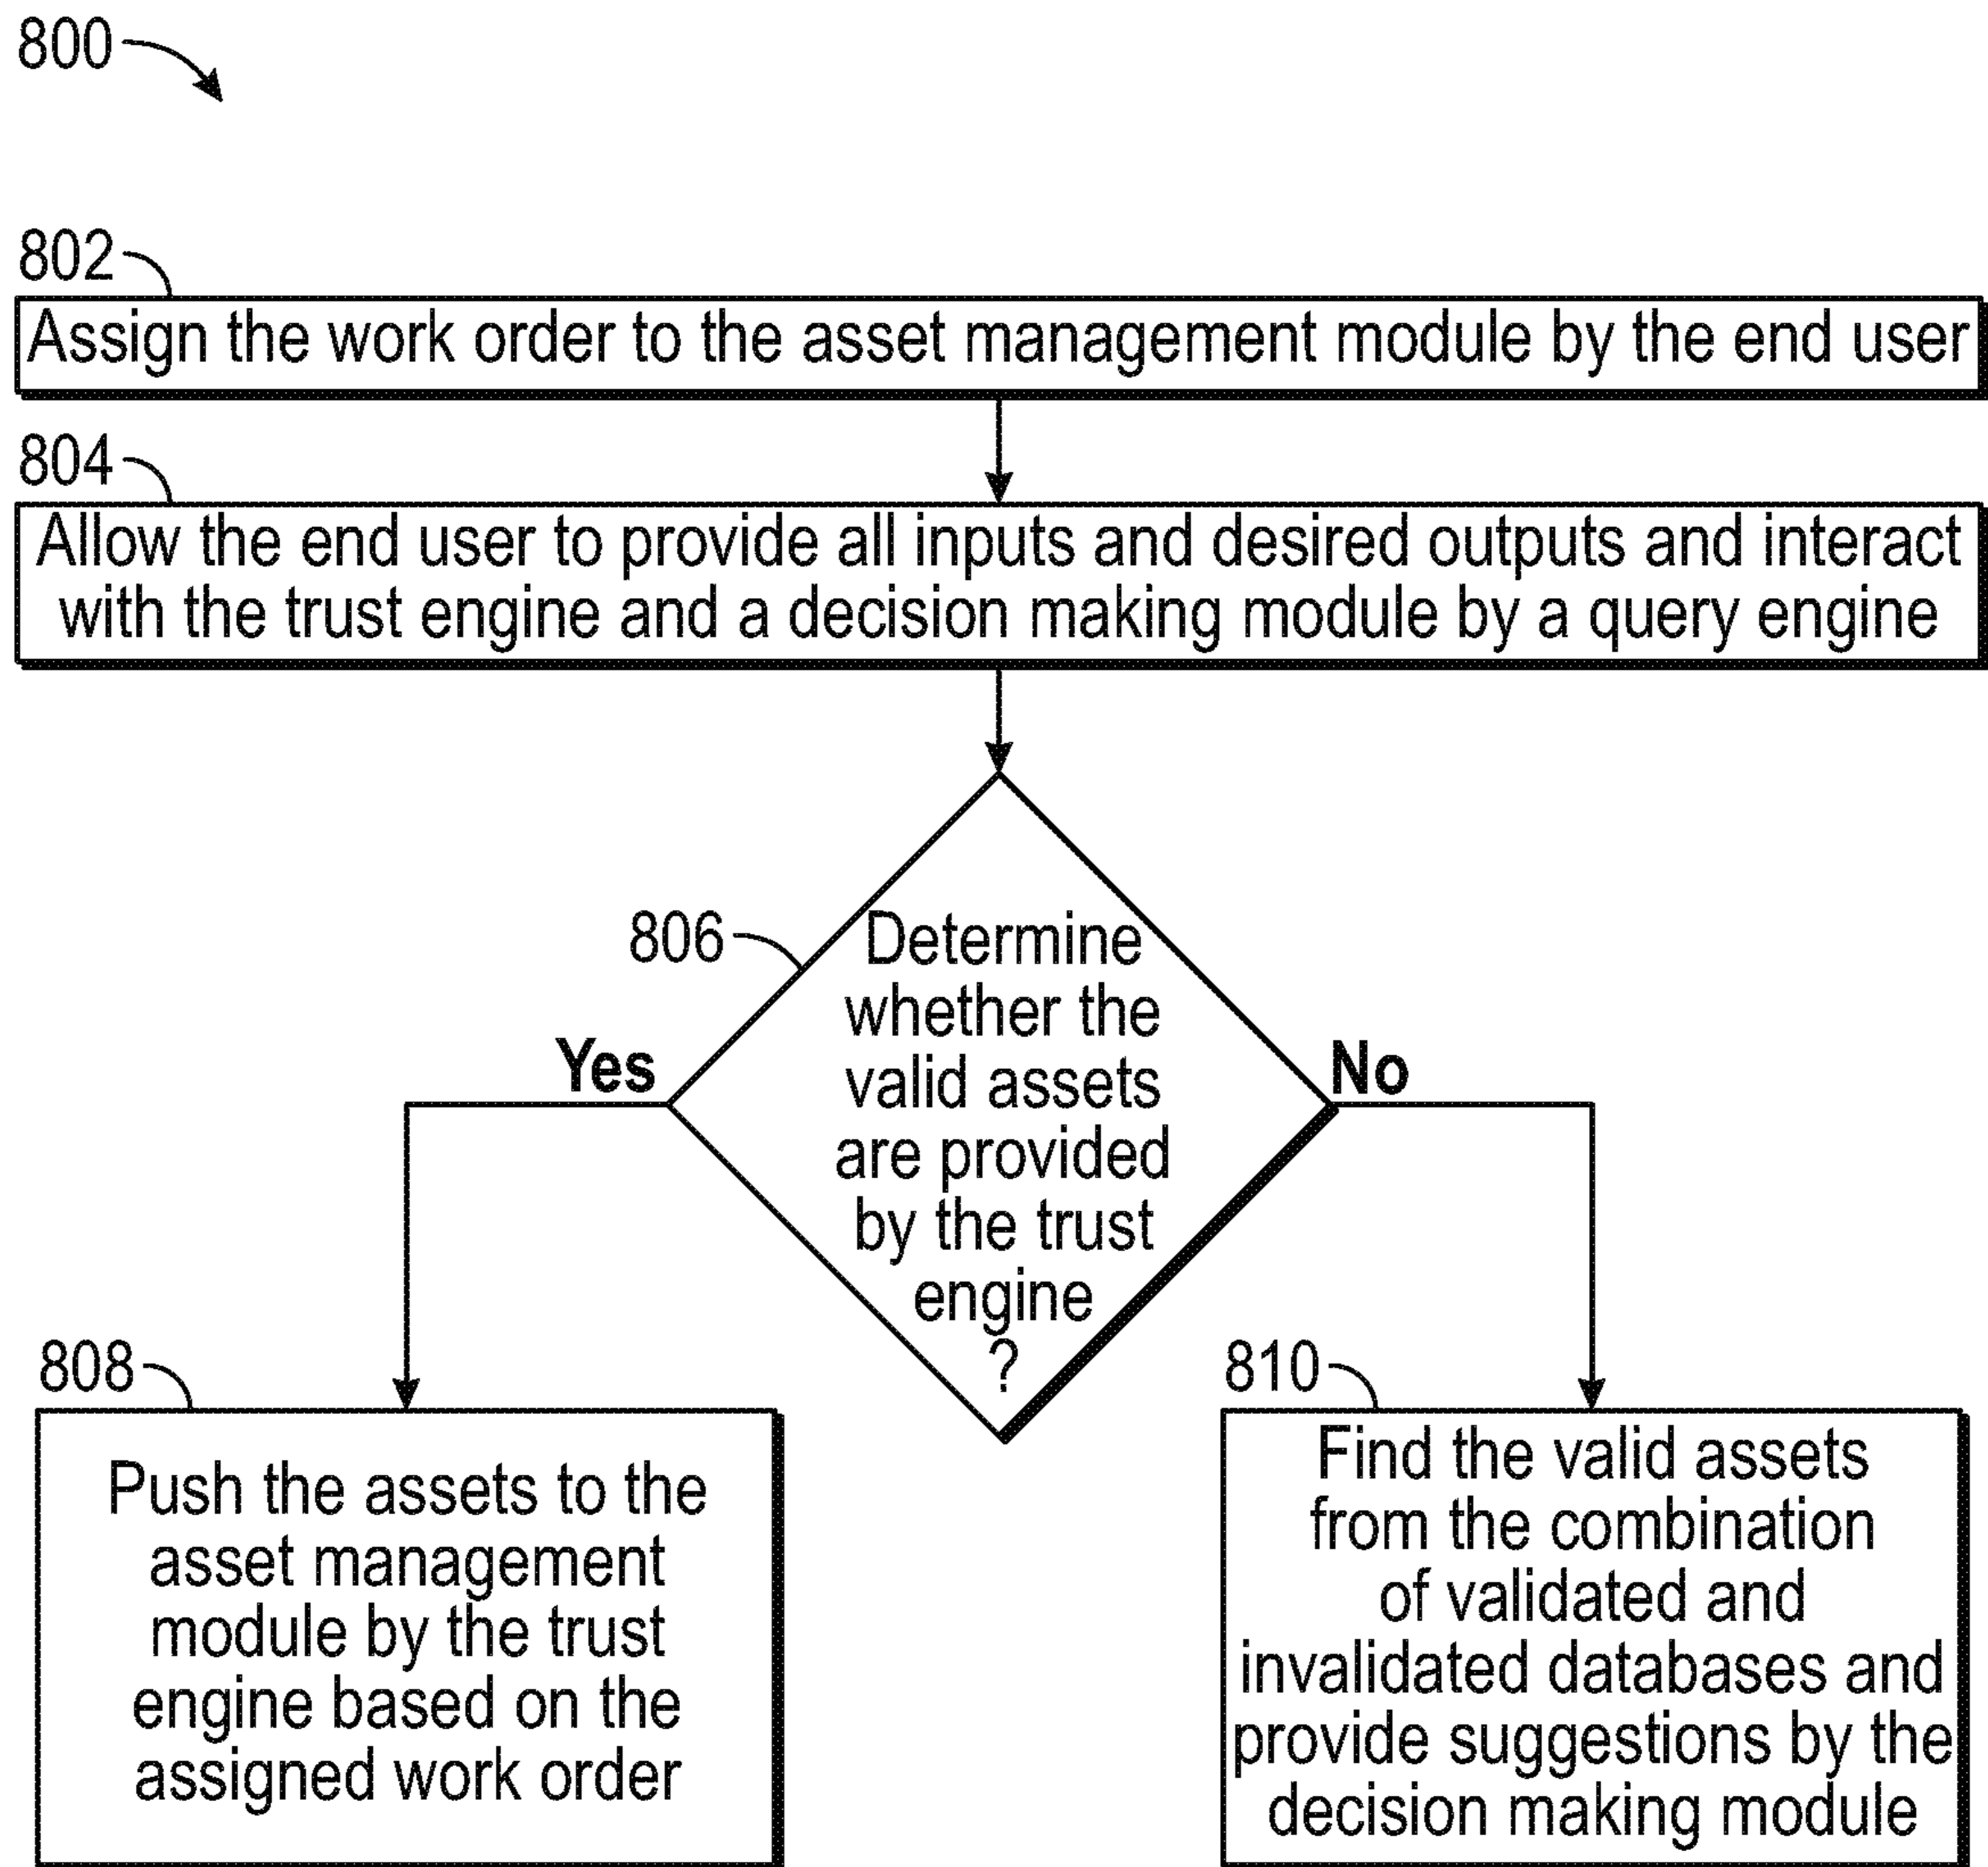 800
802
Assign the work order to the asset management module by the end user
804
Allow the end user to provide all inputs and desired outputs and interact
with the trust engine and a decision making module by a query engine
806
Determine
whether the
valid assets
are provided
by the trust
engine
?
Yes
No
808
Push the assets to the
asset management
module by the trust
engine based on the
assigned work order
810
Find the valid assets
from the combination
of validated and
invalidated databases and
provide suggestions by the
decision making module